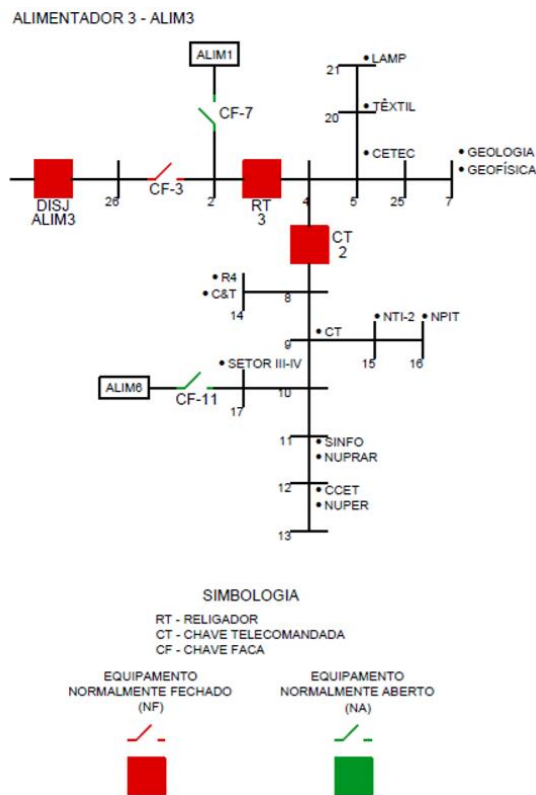 ALIMENTADOR 3 - ALIM3
ALIM1
21
• LAMP
CF-7
20
• TÊXTIL
• CETEC
• GEOLOGIA
• GEOFÍSICA
DISJ
ALIM3
26
CF-3
2
RT
3
4
5
25
7
CT
2
• R4
• C&T
14
8
• CT
9
• NTI-2
• NPIT
15
16
• SETOR III-IV
ALIM6
CF-11
17
10
11
• SINFO
• NUPRAR
12
• CCET
• NUPER
13
SIMBOLOGIA
RT - RELIGADOR
CT - CHAVE TELECOMANDADA
CF - CHAVE FACA
EQUIPAMENTO
NORMALMENTE FECHADO
(NF)
EQUIPAMENTO
NORMALMENTE ABERTO
(NA)